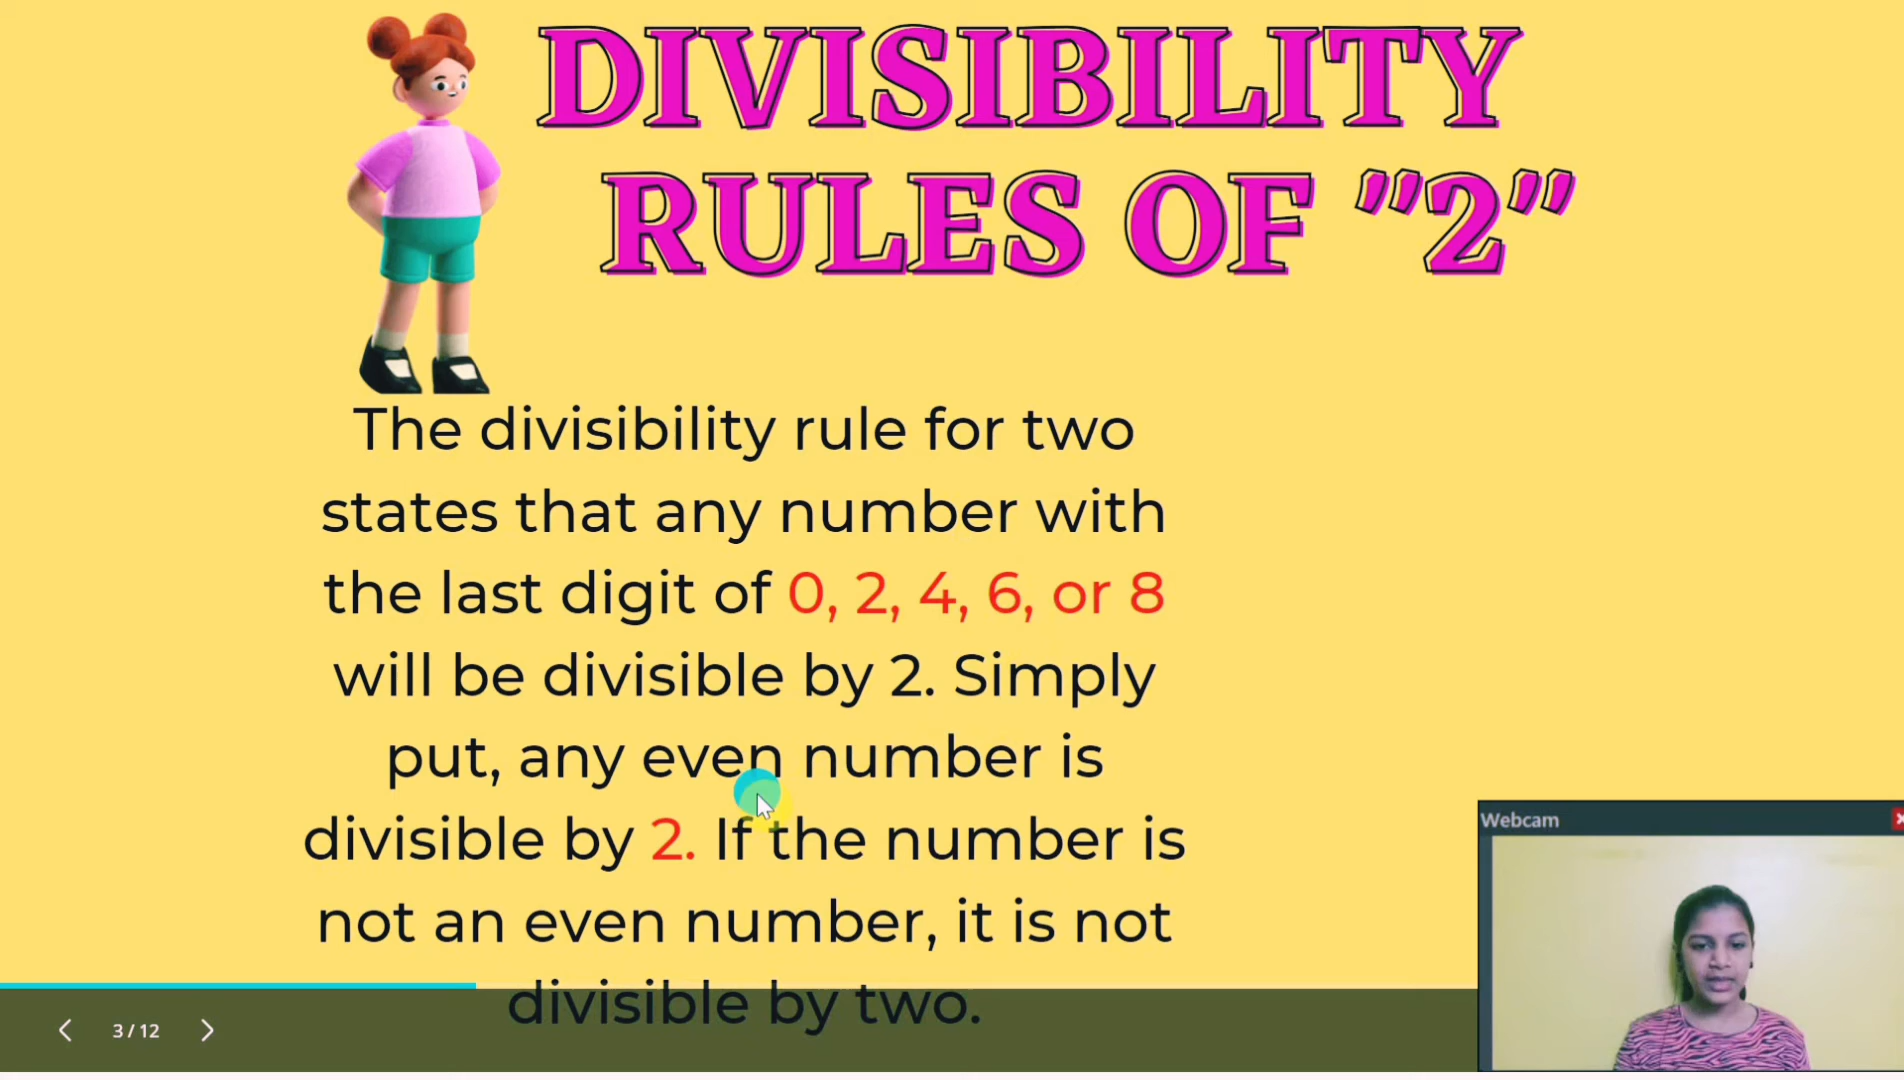 DIVISIBILITY
RULES OF "2"
The divisibility rule for two
states that any number with
the last digit of 0, 2, 4, 6, or 8
will be divisible by 2. Simply
put, any even number is
divisible by 2. If the number is
not an even number, it is not
divisible by two.
3 / 12
Webcam